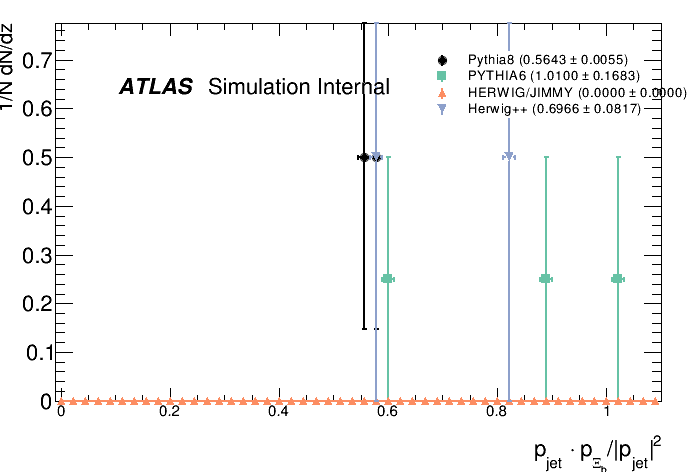 1/N dN/dz
0.7
0.6
0.5
0.4
0.3
0.2
0.1
0
ATLAS Simulation Internal
Pythia8 (0.5643 ± 0.0055)
PYTHIA6 (1.0100 ± 0.1683)
HERWIG/JIMMY (0.0000 ± 0.0000)
Herwig++ (0.6966 ± 0.0817)
0 0.2 0.4 0.6 0.8 1
p_jet · p_Ξ_b/|p_jet|²